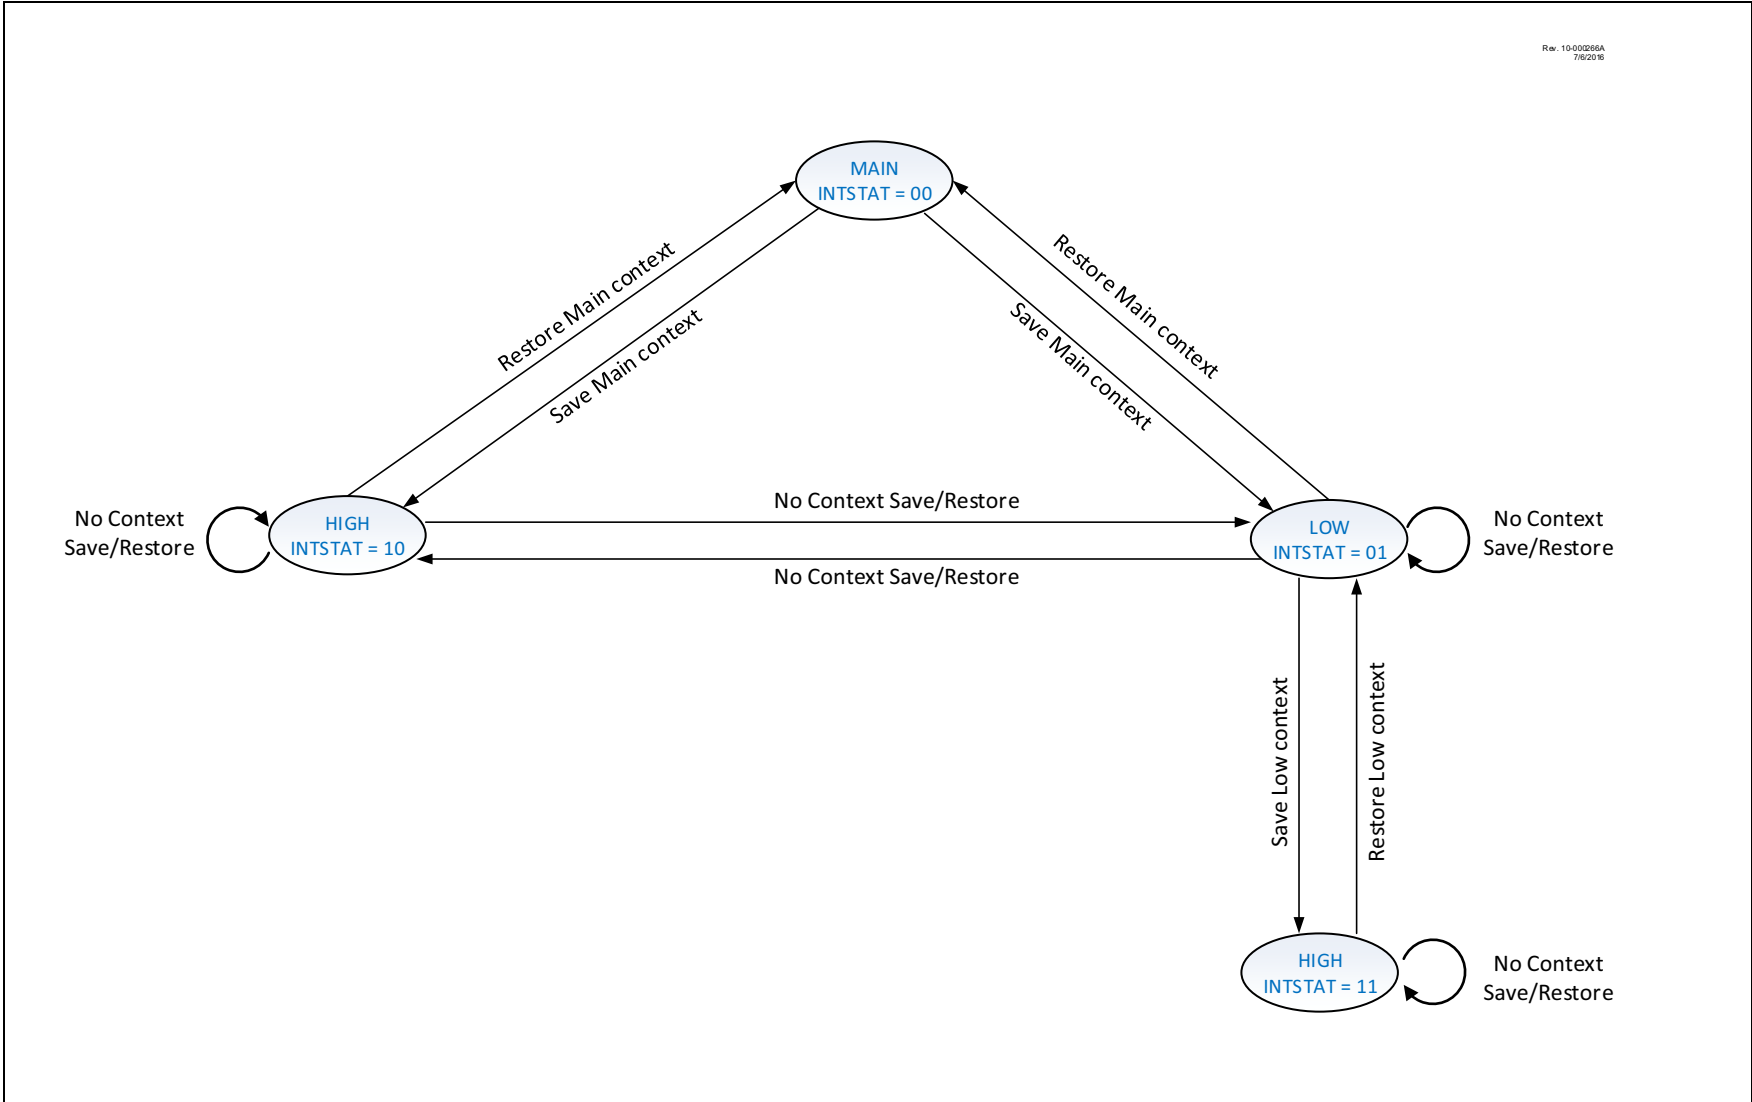 Rev. 10-000266A
7/6/2016
MAIN
INTSTAT = 00
Restore Main context
Save Main context
Restore Main context
Save Main context
No Context
Save/Restore
HIGH
INTSTAT = 10
No Context Save/Restore
No Context Save/Restore
LOW
INTSTAT = 01
No Context
Save/Restore
Save Low context
Restore Low context
HIGH
INTSTAT = 11
No Context
Save/Restore